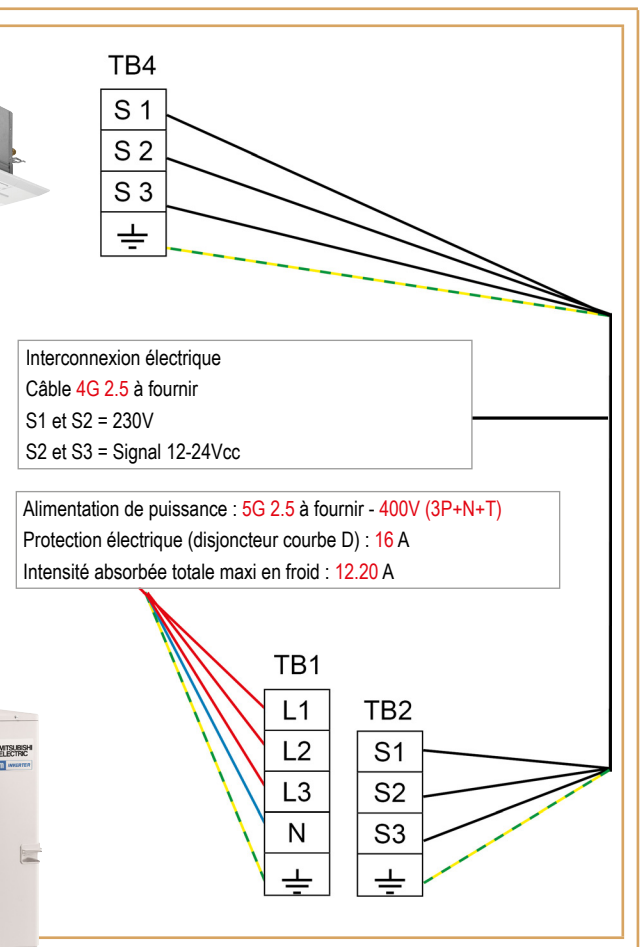 TB4
S 1
S 2
S 3
Interconnexion électrique
Câble 4G 2.5 à fournir
S1 et S2 = 230V
S2 et S3 = Signal 12-24Vcc
Alimentation de puissance : 5G 2.5 à fournir - 400V (3P+N+T)
Protection électrique (disjoncteur courbe D) : 16 A
Intensité absorbée totale maxi en froid : 12.20 A
TB1
L1
L2
L3
N
TB2
S1
S2
S3
MITSUBISHI
ELECTRIC
INVERTER